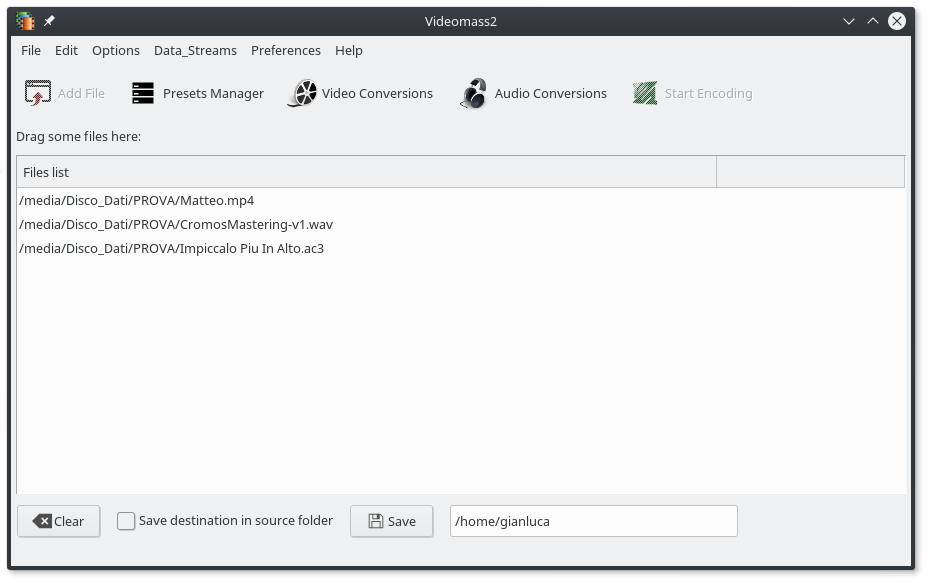 Videomass2
File Edit Options Data_Streams Preferences Help
Add File Presets Manager Video Conversions Audio Conversions Start Encoding
Drag some files here:
Files list
/media/Disco_Dati/PROVA/Matteo.mp4
/media/Disco_Dati/PROVA/CromosMastering-v1.wav
/media/Disco_Dati/PROVA/Impiccalo Piu In Alto.ac3
Clear Save destination in source folder Save /home/gianluca